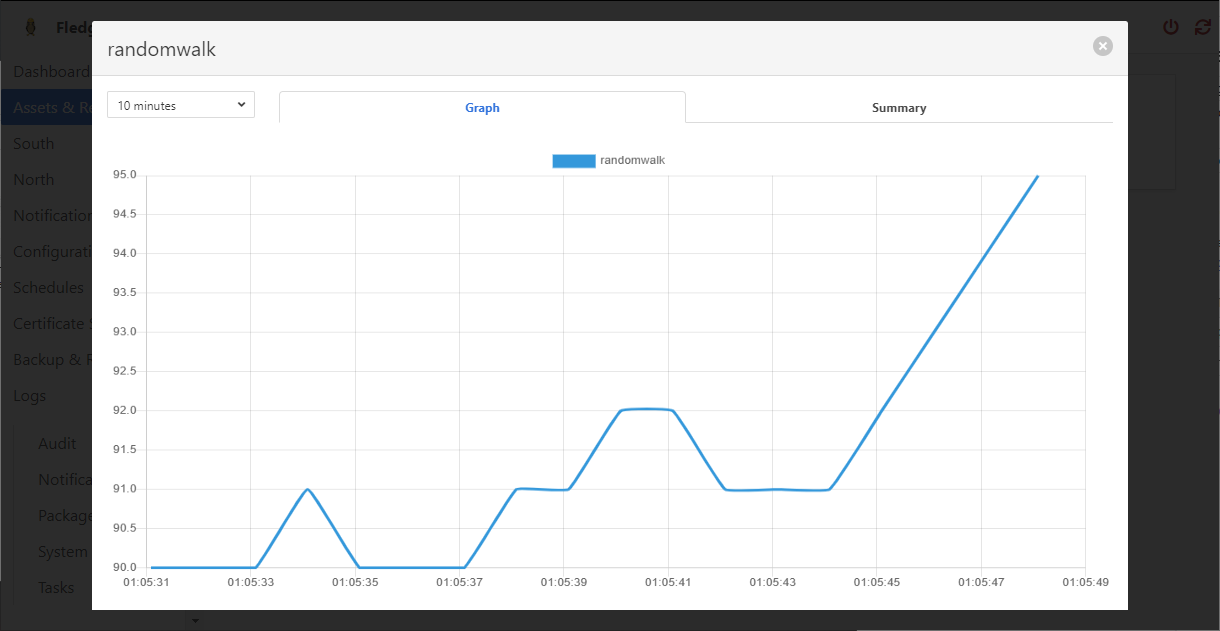 Fledg
randomwalk
Dashboard
Assets & Re
South
North
Notification
Configurati
Schedules
Certificate S
Backup & R
Logs
Audit
Notifica
Package
System
Tasks
10 minutes
Graph
Summary
randomwalk
95.0
94.5
94.0
93.5
93.0
92.5
92.0
91.5
91.0
90.5
90.0
01:05:31 01:05:33 01:05:35 01:05:37 01:05:39 01:05:41 01:05:43 01:05:45 01:05:47 01:05:49